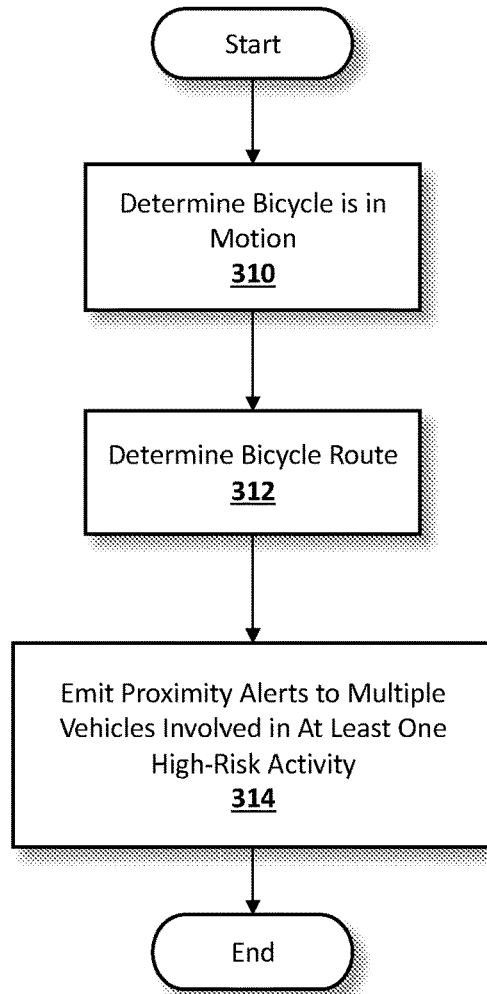 Start
Determine Bicycle is in
Motion
310
Determine Bicycle Route
312
Emit Proximity Alerts to Multiple
Vehicles Involved in At Least One
High-Risk Activity
314
End